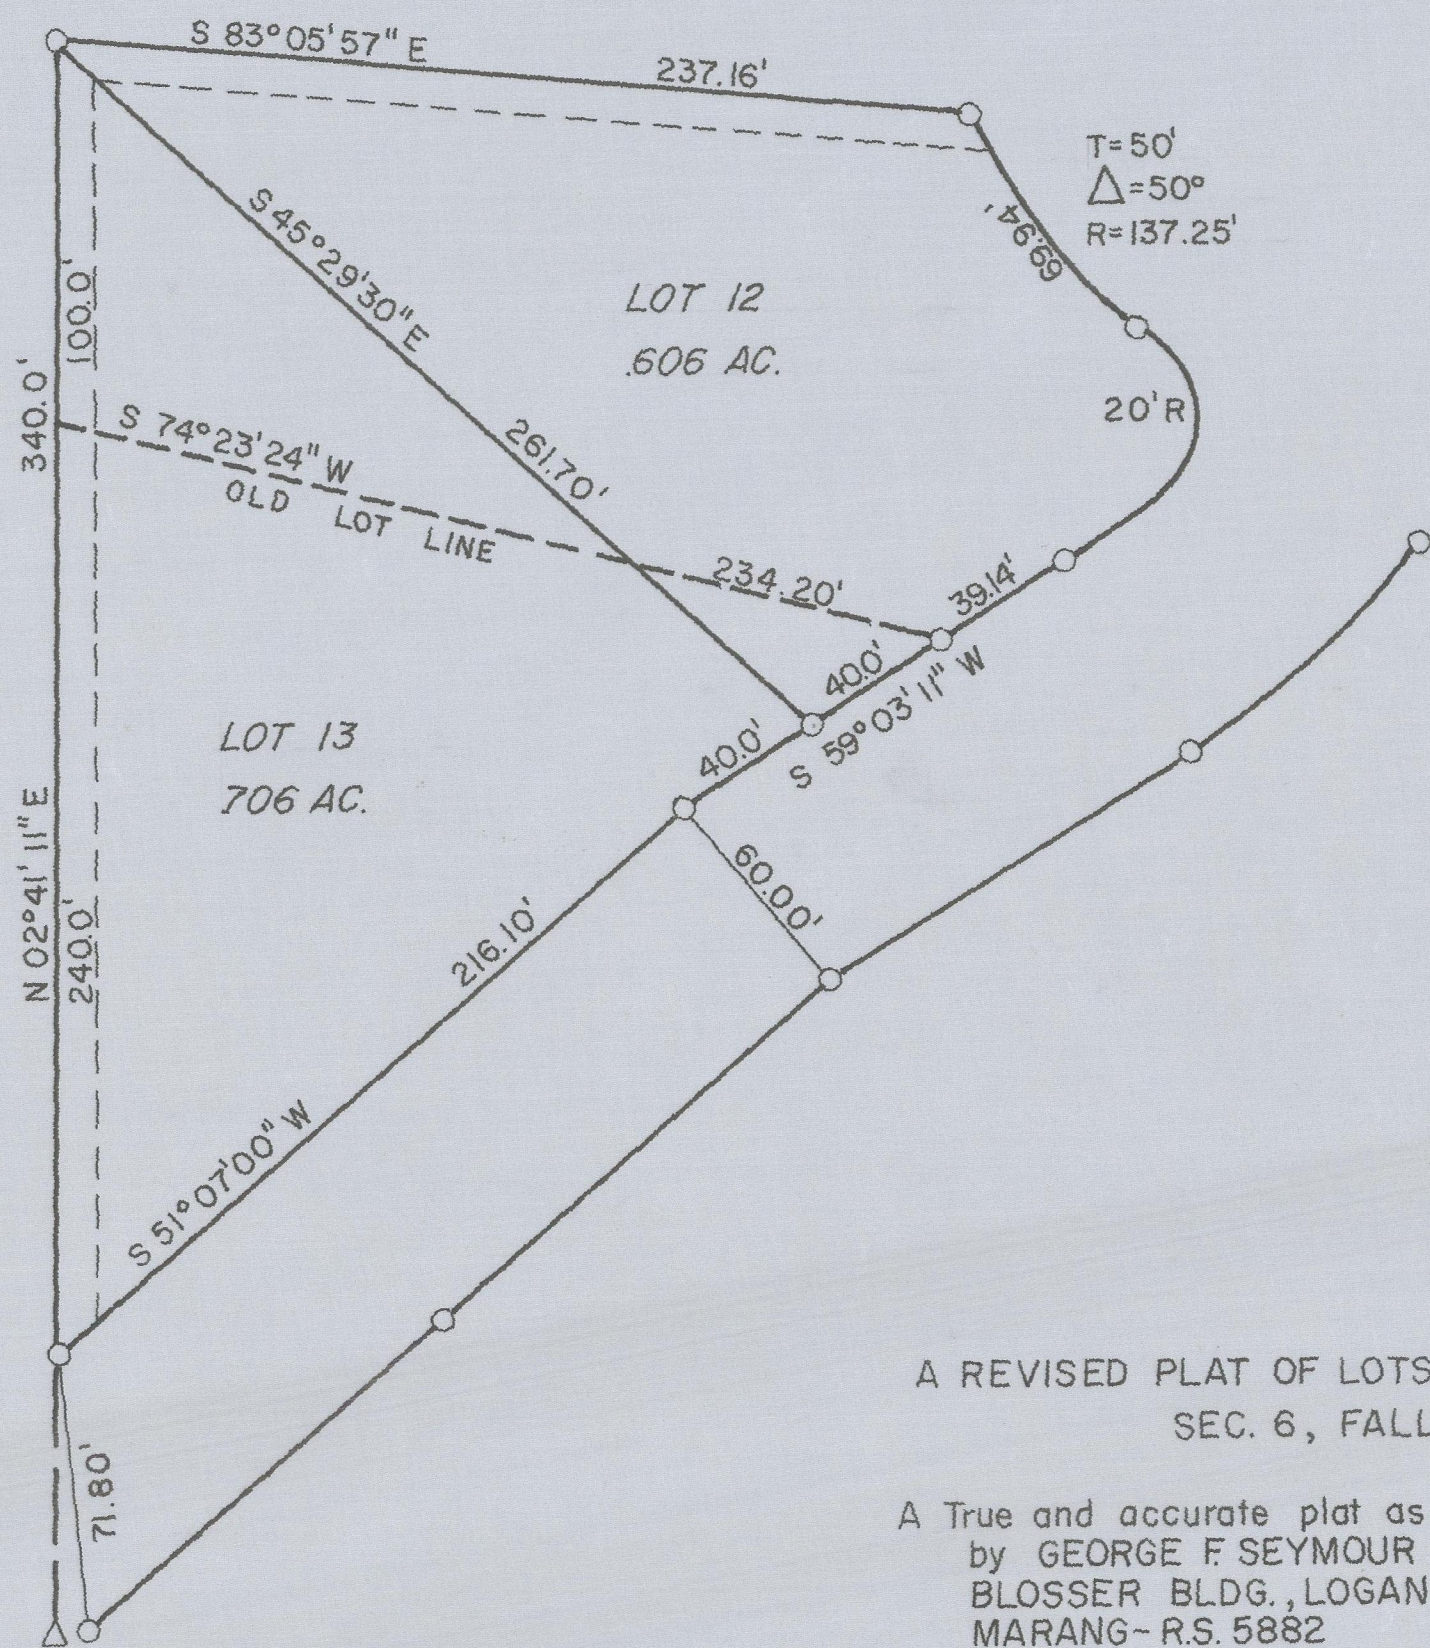 S 83°05'57" E
237.16'
T=50'
Δ=50°
R=137.25'
69.94'
S 45°29'30" E
100.0'
LOT 12
.606 AC.
340.0'
20'R
S 74°23'24" W
261.70'
OLD LOT LINE
234.20'
39.14'
40.0'
S 59°03'11" W
LOT 13
.706 AC.
40.0'
N 02°41'11" E
240.0'
60.00'
216.10'
S 51°07'00" W
71.80'
A REVISED PLAT OF LOTS
SEC. 6, FALL
A True and accurate plat as
by GEORGE F. SEYMOUR
BLOSSER BLDG., LOGAN
MARANG~R.S. 5882